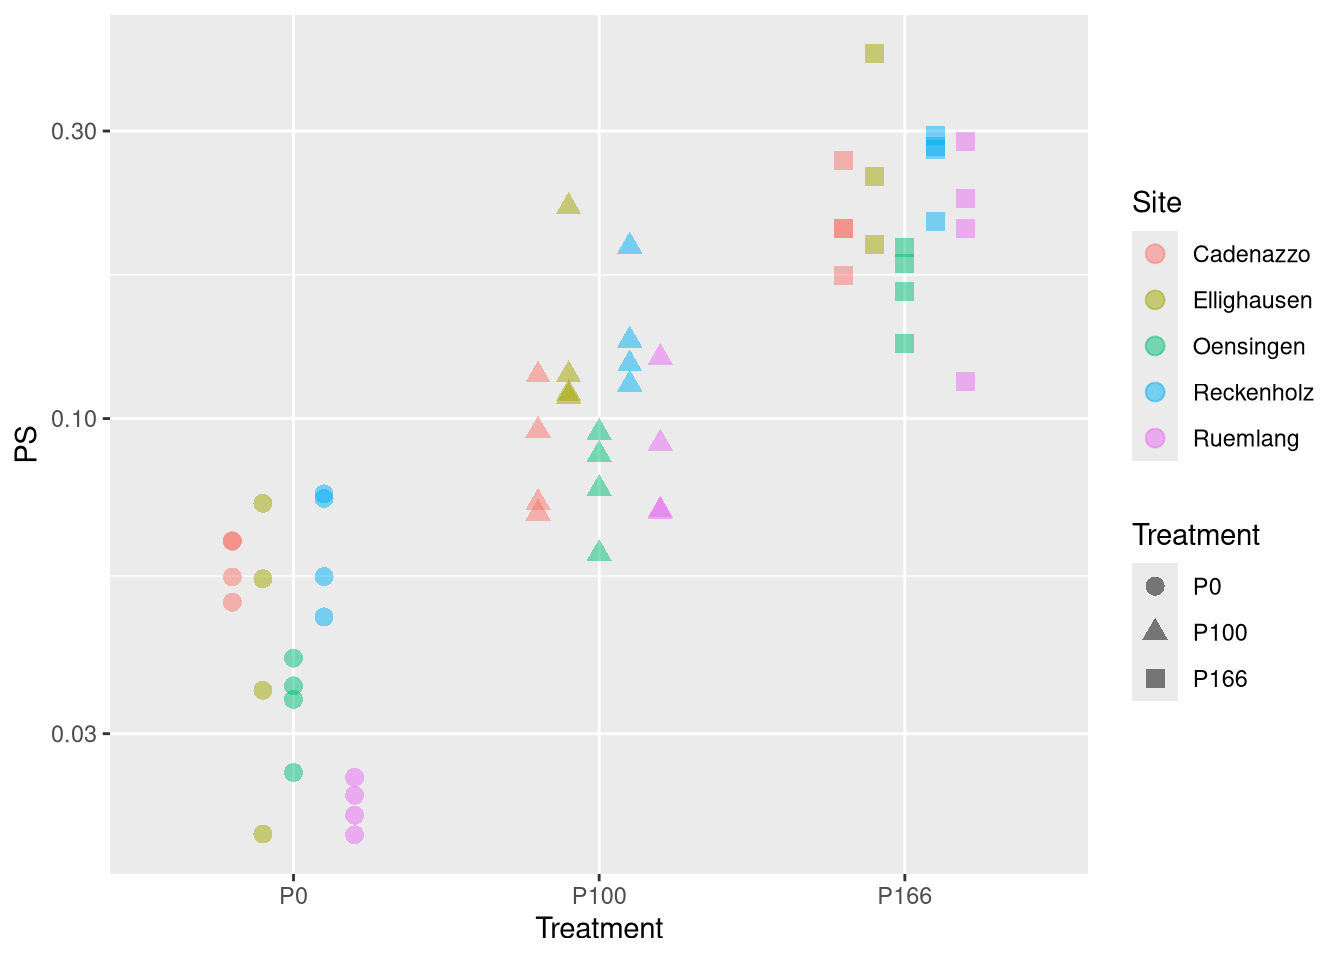 0.30
0.10
0.03
PS
P0
P100
P166
Treatment
Site
Cadenazzo
Ellighausen
Oensingen
Reckenholz
Ruemlang
Treatment
P0
P100
P166